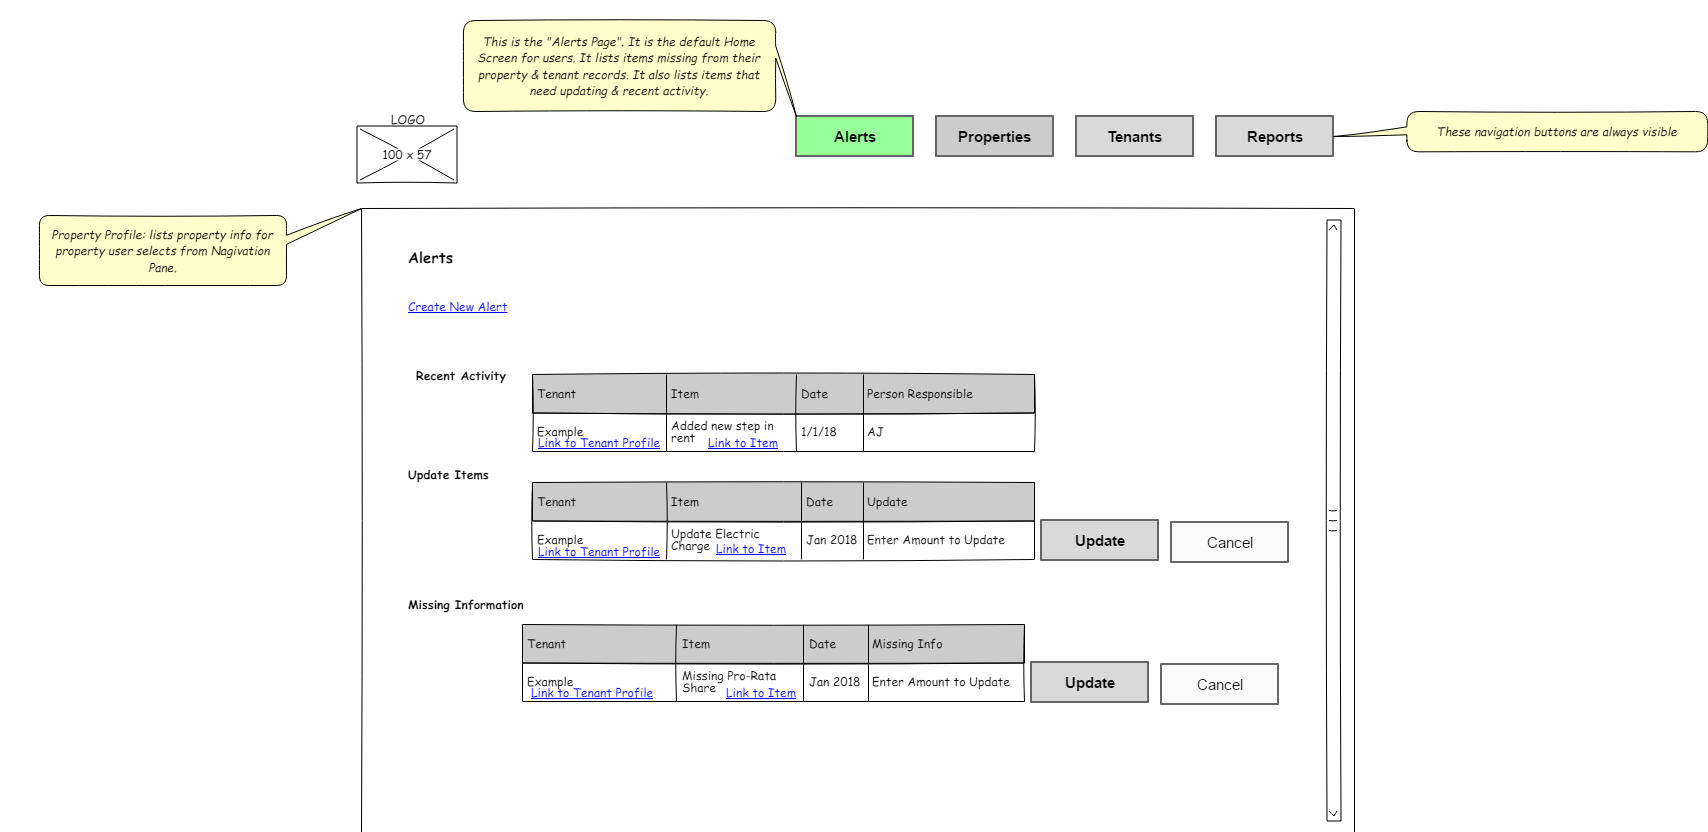 This is the "Alerts Page". It is the default Home
Screen for users. It lists items missing from their
property & tenant records. It also lists items that
need updating & recent activity.
LOGO
100 x 57
Alerts
Properties
Tenants
Reports
These navigation buttons are always visible
Property Profile: lists property info for
property user selects from Nagivation
Pane.
Alerts
Create New Alert
Recent Activity
Tenant
Item
Date
Person Responsible
Example
Link to Tenant Profile
Added new step in
rent
Link to Item
1/1/18
AJ
Update Items
Tenant
Item
Date
Update
Example
Link to Tenant Profile
Update Electric
Charge
Link to Item
Jan 2018
Enter Amount to Update
Update
Cancel
Missing Information
Tenant
Item
Date
Missing Info
Example
Link to Tenant Profile
Missing Pro-Rata
Share
Link to Item
Jan 2018
Enter Amount to Update
Update
Cancel